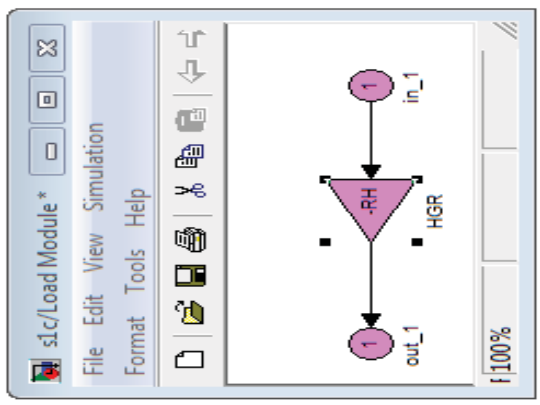 s1c/Load Module *
File Edit View Simulation
Format Tools Help
1
out_1
-RH
HGR
1
in_1
F 100%